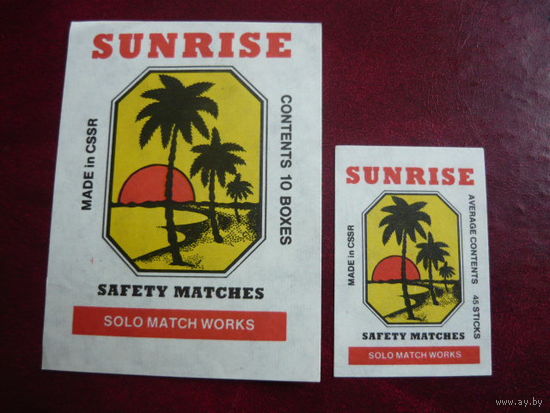 SUNRISE
MADE in CSSR
CONTENTS 10 BOXES
SAFETY MATCHES
SOLO MATCH WORKS
SUNRISE
MADE in CSSR
AVERAGE CONTENTS 45 STICKS
SAFETY MATCHES
SOLO MATCH WORKS
© www.ay.by